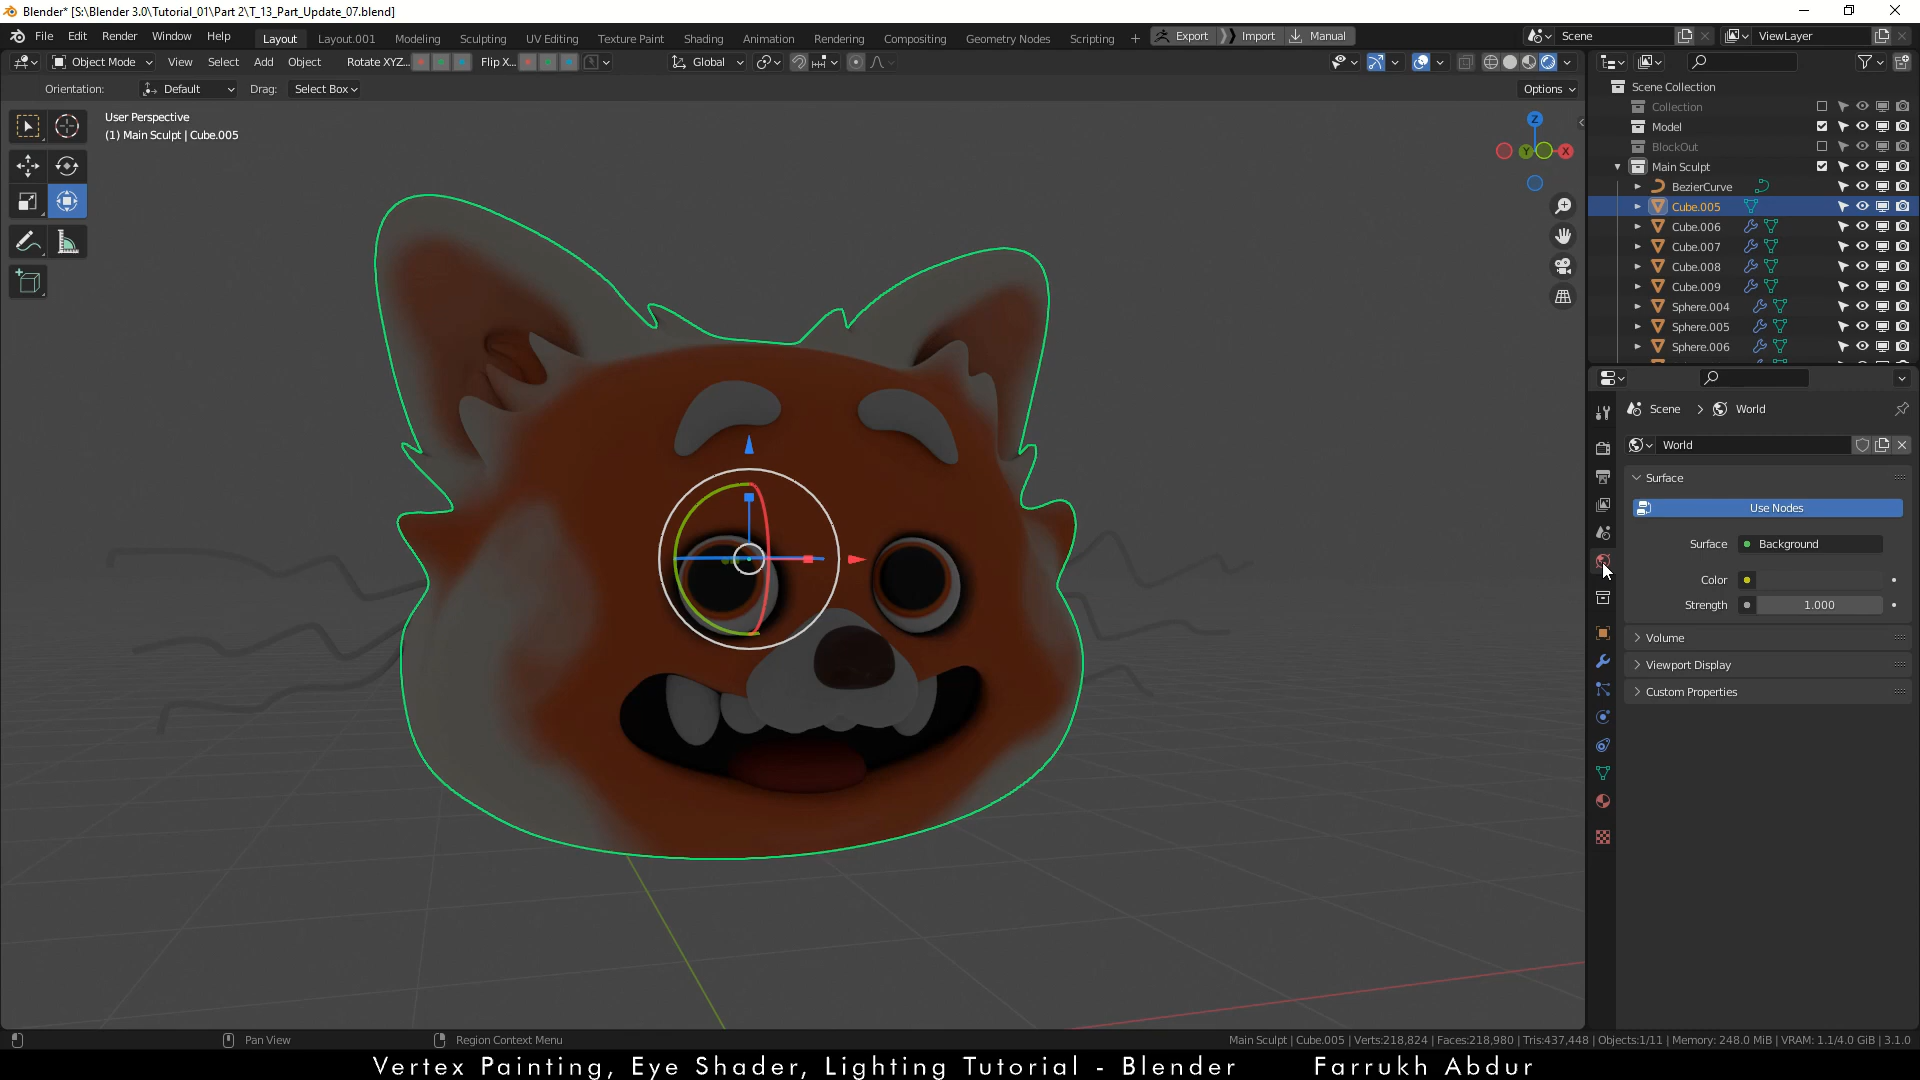 Blender* [S:\Blender 3.0\Tutorial_01\Part 2\T_13_Part_Update_07.blend]
File Edit Render Window Help Layout Layout.001 Modeling Sculpting UV Editing Texture Paint Shading Animation Rendering Compositing Geometry Nodes Scripting + Export Import Manual Scene ViewLayer
Object Mode View Select Add Object Rotate XYZ... Flip X... Global
Orientation: Default Drag: Select Box Options
User Perspective
(1) Main Sculpt | Cube.005
Z
Y X
Scene Collection
Collection
Model
BlockOut
Main Sculpt
BezierCurve
Cube.005
Cube.006
Cube.007
Cube.008
Cube.009
Sphere.004
Sphere.005
Sphere.006
Scene > World
World
Surface
Use Nodes
Surface Background
Color
Strength 1.000
Volume
Viewport Display
Custom Properties
Pan View Region Context Menu Main Sculpt | Cube.005 | Verts:218,824 | Faces:218,980 | Tris:437,448 | Objects:1/11 | Memory: 248.0 MiB | VRAM: 1.1/4.0 GiB | 3.1.0
Vertex Painting, Eye Shader, Lighting Tutorial - Blender Farrukh Abdur